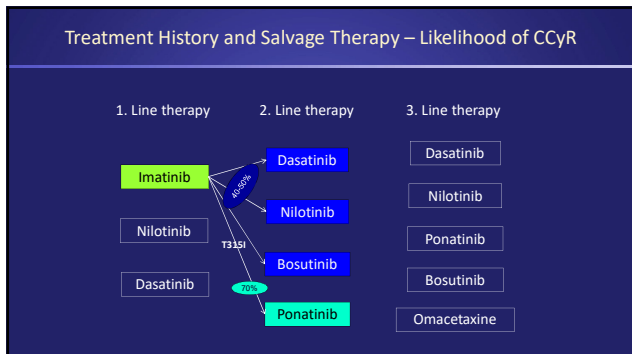 Treatment History and Salvage Therapy – Likelihood of CCyR
1. Line therapy
2. Line therapy
3. Line therapy
Imatinib
Nilotinib
Dasatinib
40-50%
T315I
70%
Dasatinib
Nilotinib
Bosutinib
Ponatinib
Dasatinib
Nilotinib
Ponatinib
Bosutinib
Omacetaxine